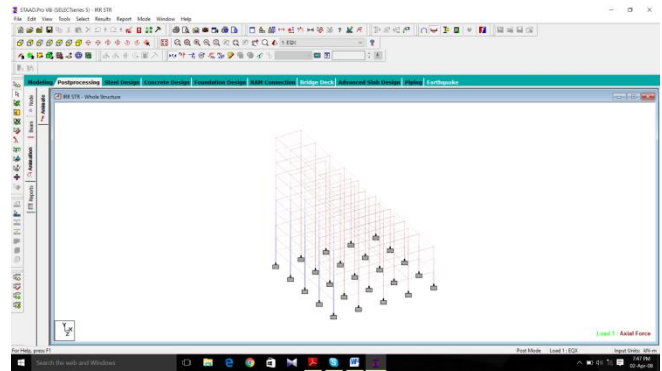 STAAD.Pro V8i (SELECTseries 5) - IRR STR
File Edit View Tools Select Results Report Mode Window Help
1: EQX
Modeling Postprocessing Steel Design Concrete Design Foundation Design RAM Connection Bridge Deck Advanced Slab Design Piping Earthquake
IRR STR - Whole Structure
Node
Beam
Animation
Animate
Reports
Y
X
Z
Load 1 : Axial Force
For Help, press F1
Post Mode Load 1 : EQX Input Units: kN-m
Search the web and Windows
7:47 PM
02-Apr-08